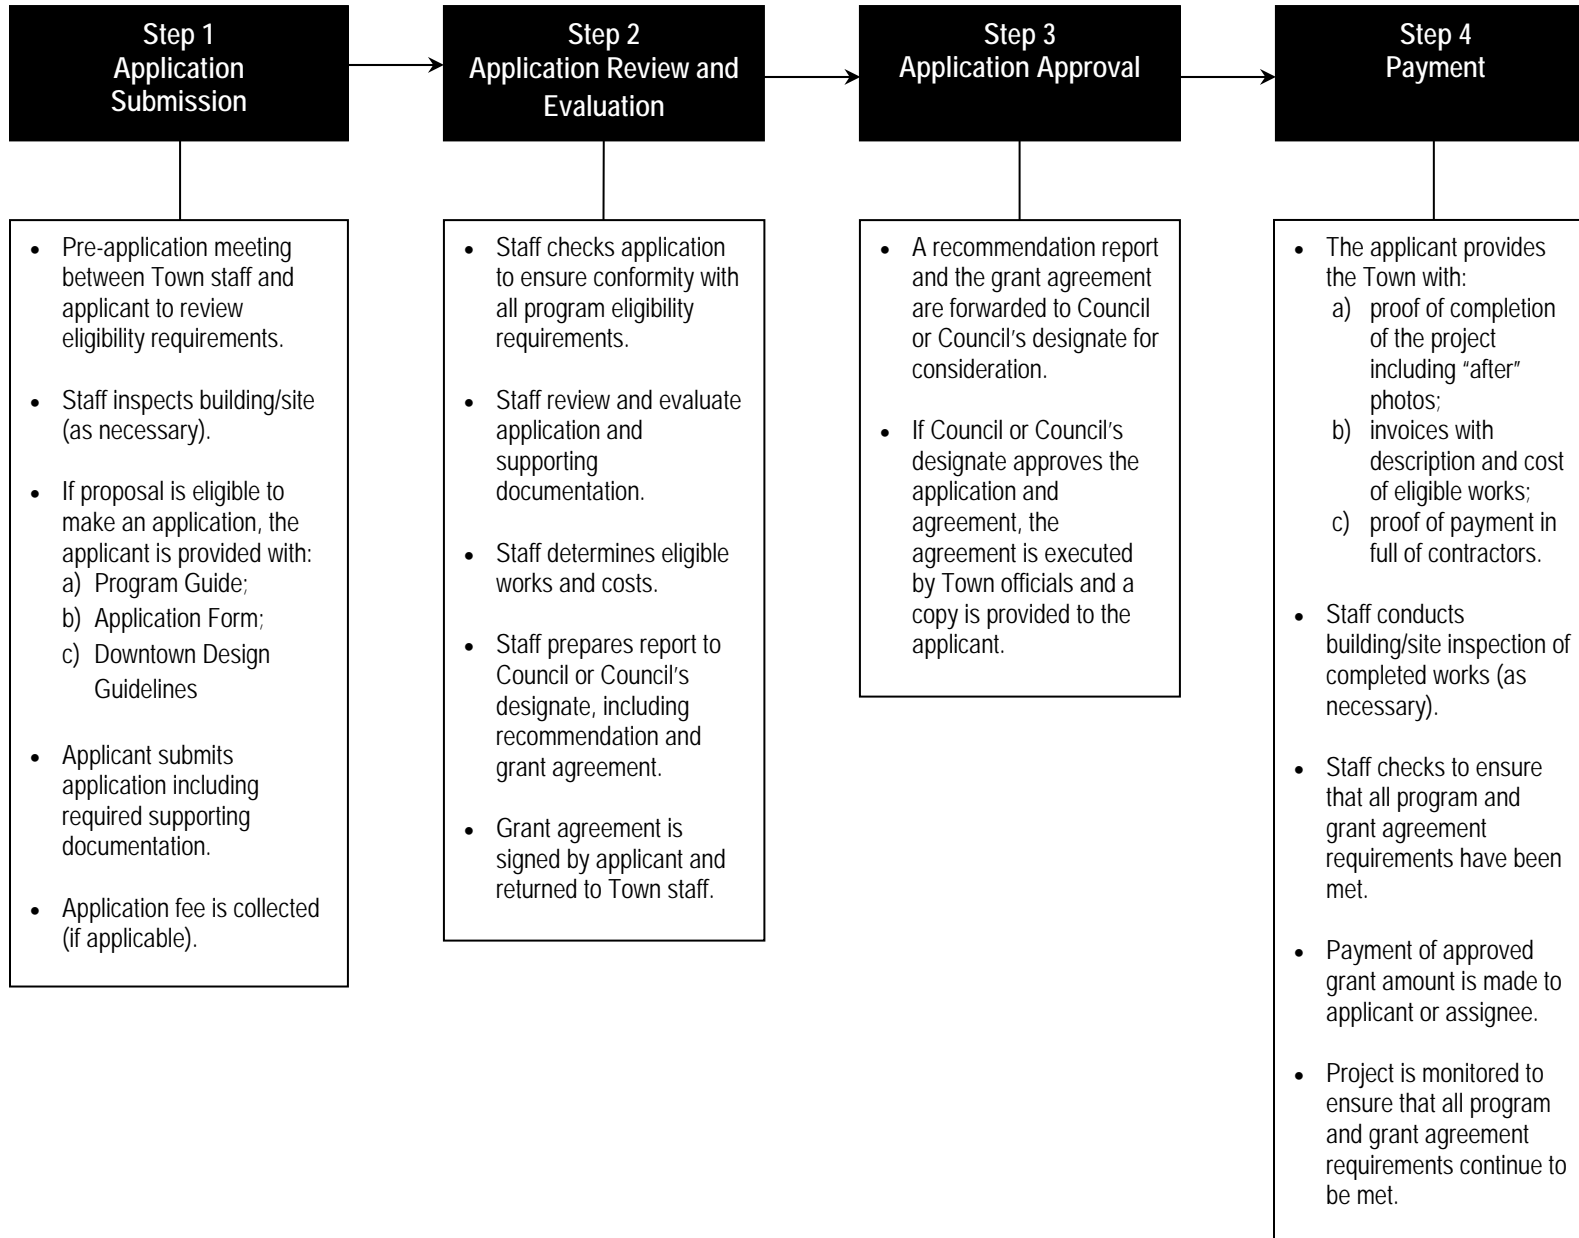 Step 1
Application
Submission
Step 2
Application Review and
Evaluation
Step 3
Application Approval
Step 4
Payment
• Pre-application meeting
between Town staff and
applicant to review
eligibility requirements.
• Staff inspects building/site
(as necessary).
• If proposal is eligible to
make an application, the
applicant is provided with:
a) Program Guide;
b) Application Form;
c) Downtown Design
Guidelines
• Applicant submits
application including
required supporting
documentation.
• Application fee is collected
(if applicable).
• Staff checks application
to ensure conformity with
all program eligibility
requirements.
• Staff review and evaluate
application and
supporting
documentation.
• Staff determines eligible
works and costs.
• Staff prepares report to
Council or Council's
designate, including
recommendation and
grant agreement.
• Grant agreement is
signed by applicant and
returned to Town staff.
• A recommendation report
and the grant agreement
are forwarded to Council
or Council's designate for
consideration.
• If Council or Council's
designate approves the
application and
agreement, the
agreement is executed
by Town officials and a
copy is provided to the
applicant.
• The applicant provides
the Town with:
a) proof of completion
of the project
including “after”
photos;
b) invoices with
description and cost
of eligible works;
c) proof of payment in
full of contractors.
• Staff conducts
building/site inspection of
completed works (as
necessary).
• Staff checks to ensure
that all program and
grant agreement
requirements have been
met.
• Payment of approved
grant amount is made to
applicant or assignee.
• Project is monitored to
ensure that all program
and grant agreement
requirements continue to
be met.